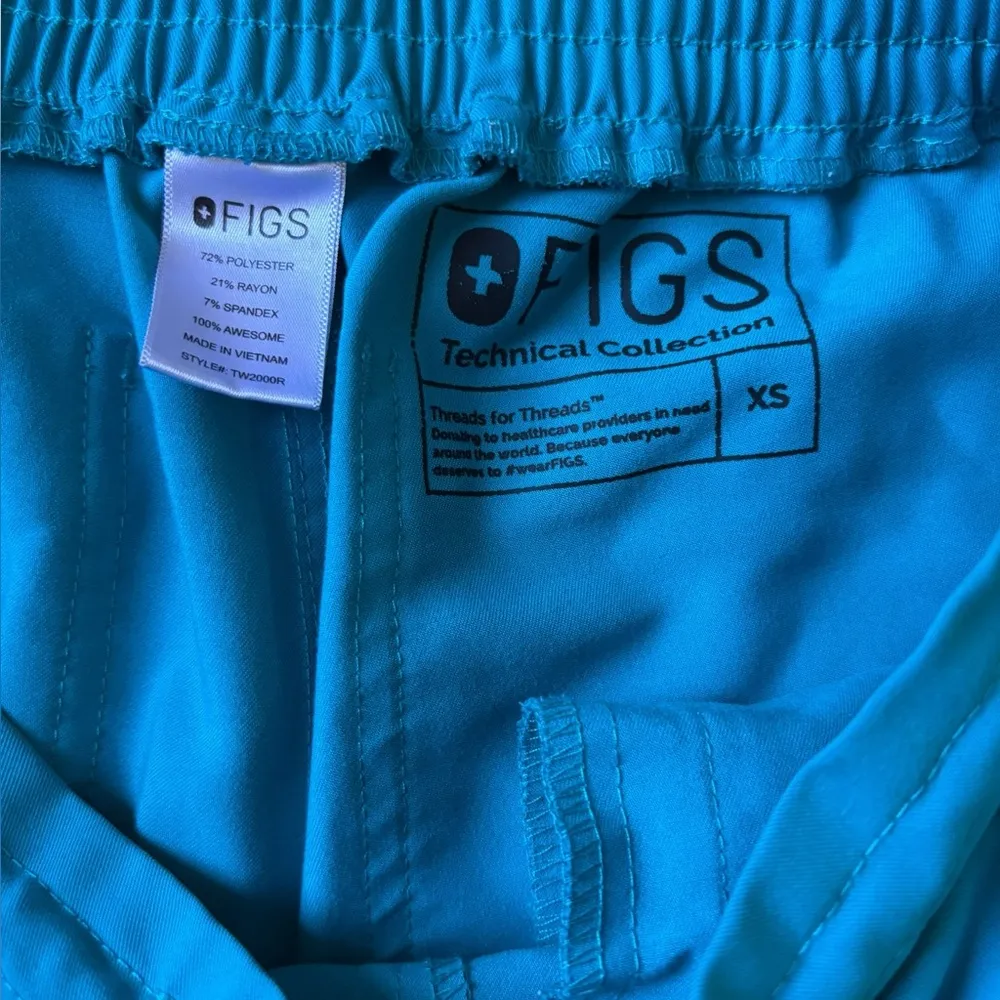 FIGS
72% POLYESTER
21% RAYON
7% SPANDEX
100% AWESOME
MADE IN VIETNAM
STYLE#: TW2000R
FIGS
Technical Collection
Threads for Threads™
Donating to healthcare providers in need
around the world. Because everyone
deserves to #wearFIGS.
XS